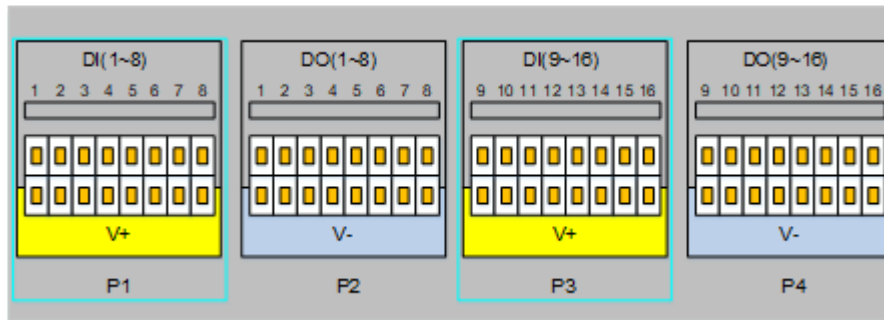 DI(1~8) DO(1~8) DI(9~16) DO(9~16)
1 2 3 4 5 6 7 8 1 2 3 4 5 6 7 8 9 10 11 12 13 14 15 16 9 10 11 12 13 14 15 16
V+ V- V+ V-
P1 P2 P3 P4